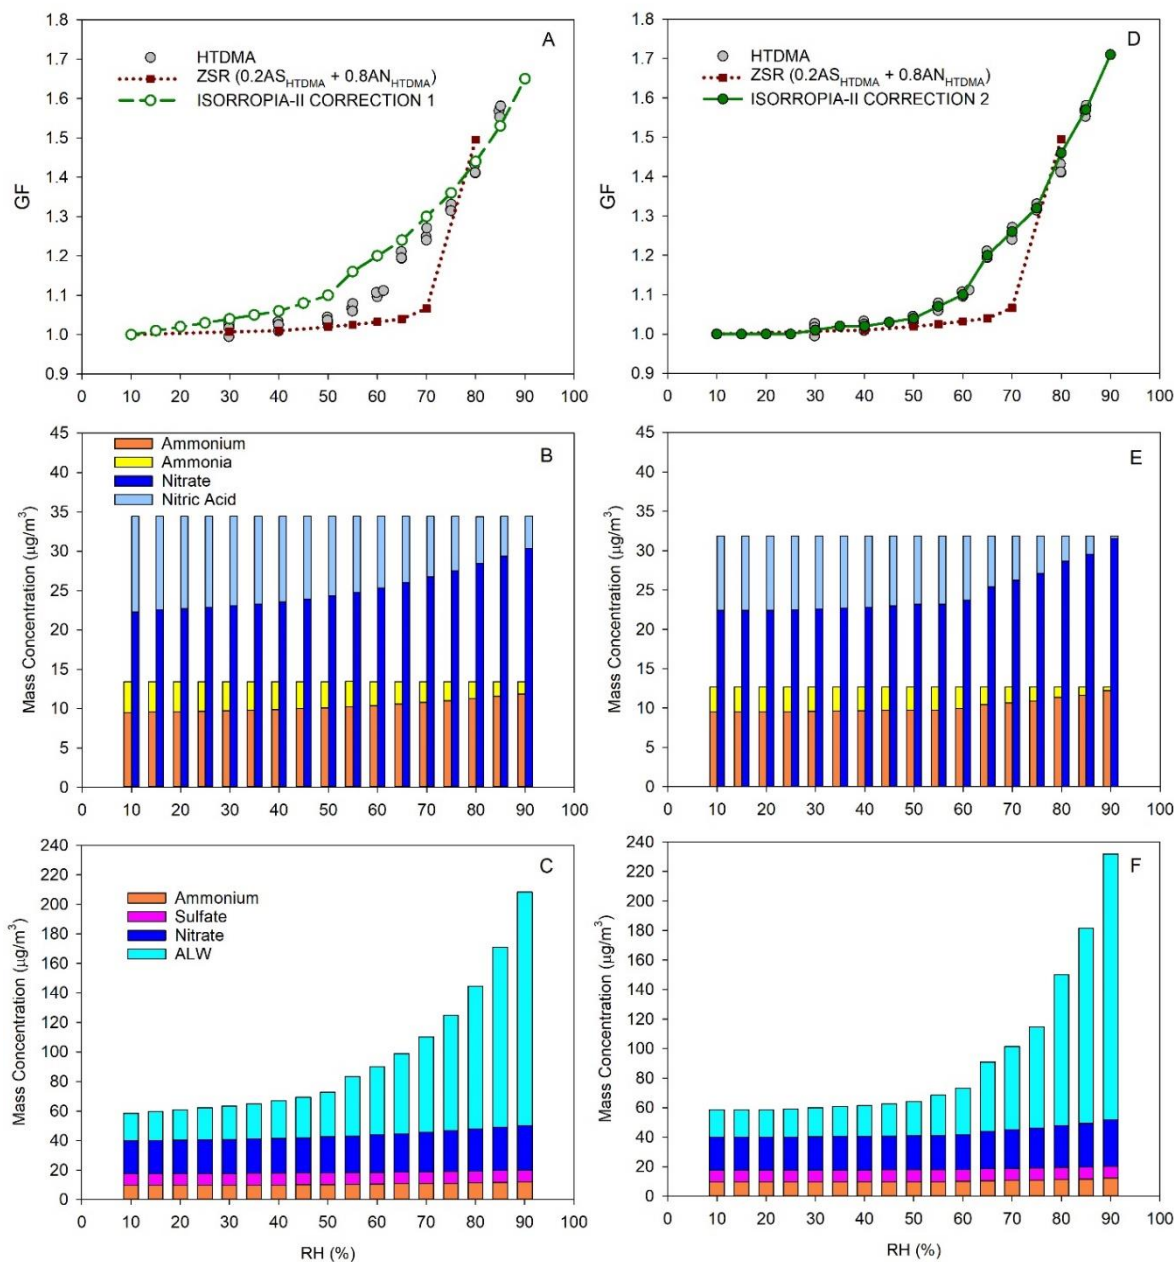 A
HTDMA
ZSR (0.2AS_HTDMA + 0.8AN_HTDMA)
ISORROPIA-II CORRECTION 1
GF
1.8
1.7
1.6
1.5
1.4
1.3
1.2
1.1
1.0
0.9
0 10 20 30 40 50 60 70 80 90 100
D
HTDMA
ZSR (0.2AS_HTDMA + 0.8AN_HTDMA)
ISORROPIA-II CORRECTION 2
GF
1.8
1.7
1.6
1.5
1.4
1.3
1.2
1.1
1.0
0.9
0 10 20 30 40 50 60 70 80 90 100
B
Ammonium
Ammonia
Nitrate
Nitric Acid
Mass Concentration (μg/m³)
45
40
35
30
25
20
15
10
5
0
0 10 20 30 40 50 60 70 80 90 100
E
Mass Concentration (μg/m³)
45
40
35
30
25
20
15
10
5
0
0 10 20 30 40 50 60 70 80 90 100
C
Ammonium
Sulfate
Nitrate
ALW
Mass Concentration (μg/m³)
240
220
200
180
160
140
120
100
80
60
40
20
0
0 10 20 30 40 50 60 70 80 90 100
RH (%)
F
Mass Concentration (μg/m³)
240
220
200
180
160
140
120
100
80
60
40
20
0
0 10 20 30 40 50 60 70 80 90 100
RH (%)